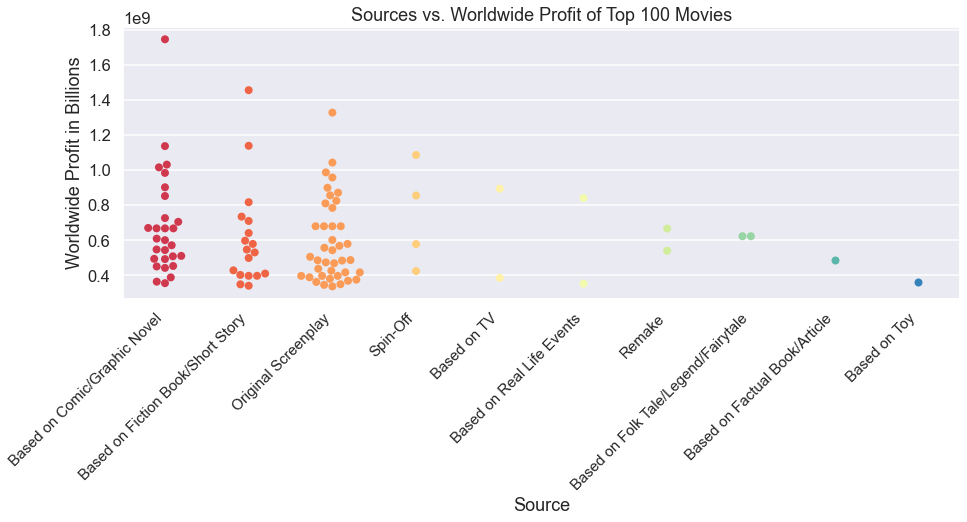 Sources vs. Worldwide Profit of Top 100 Movies
1e9
1.8
1.6
1.4
1.2
1.0
0.8
0.6
0.4
Worldwide Profit in Billions
Based on Comic/Graphic Novel
Based on Fiction Book/Short Story
Original Screenplay
Spin-Off
Based on TV
Based on Real Life Events
Remake
Based on Folk Tale/Legend/Fairytale
Based on Factual Book/Article
Based on Toy
Source